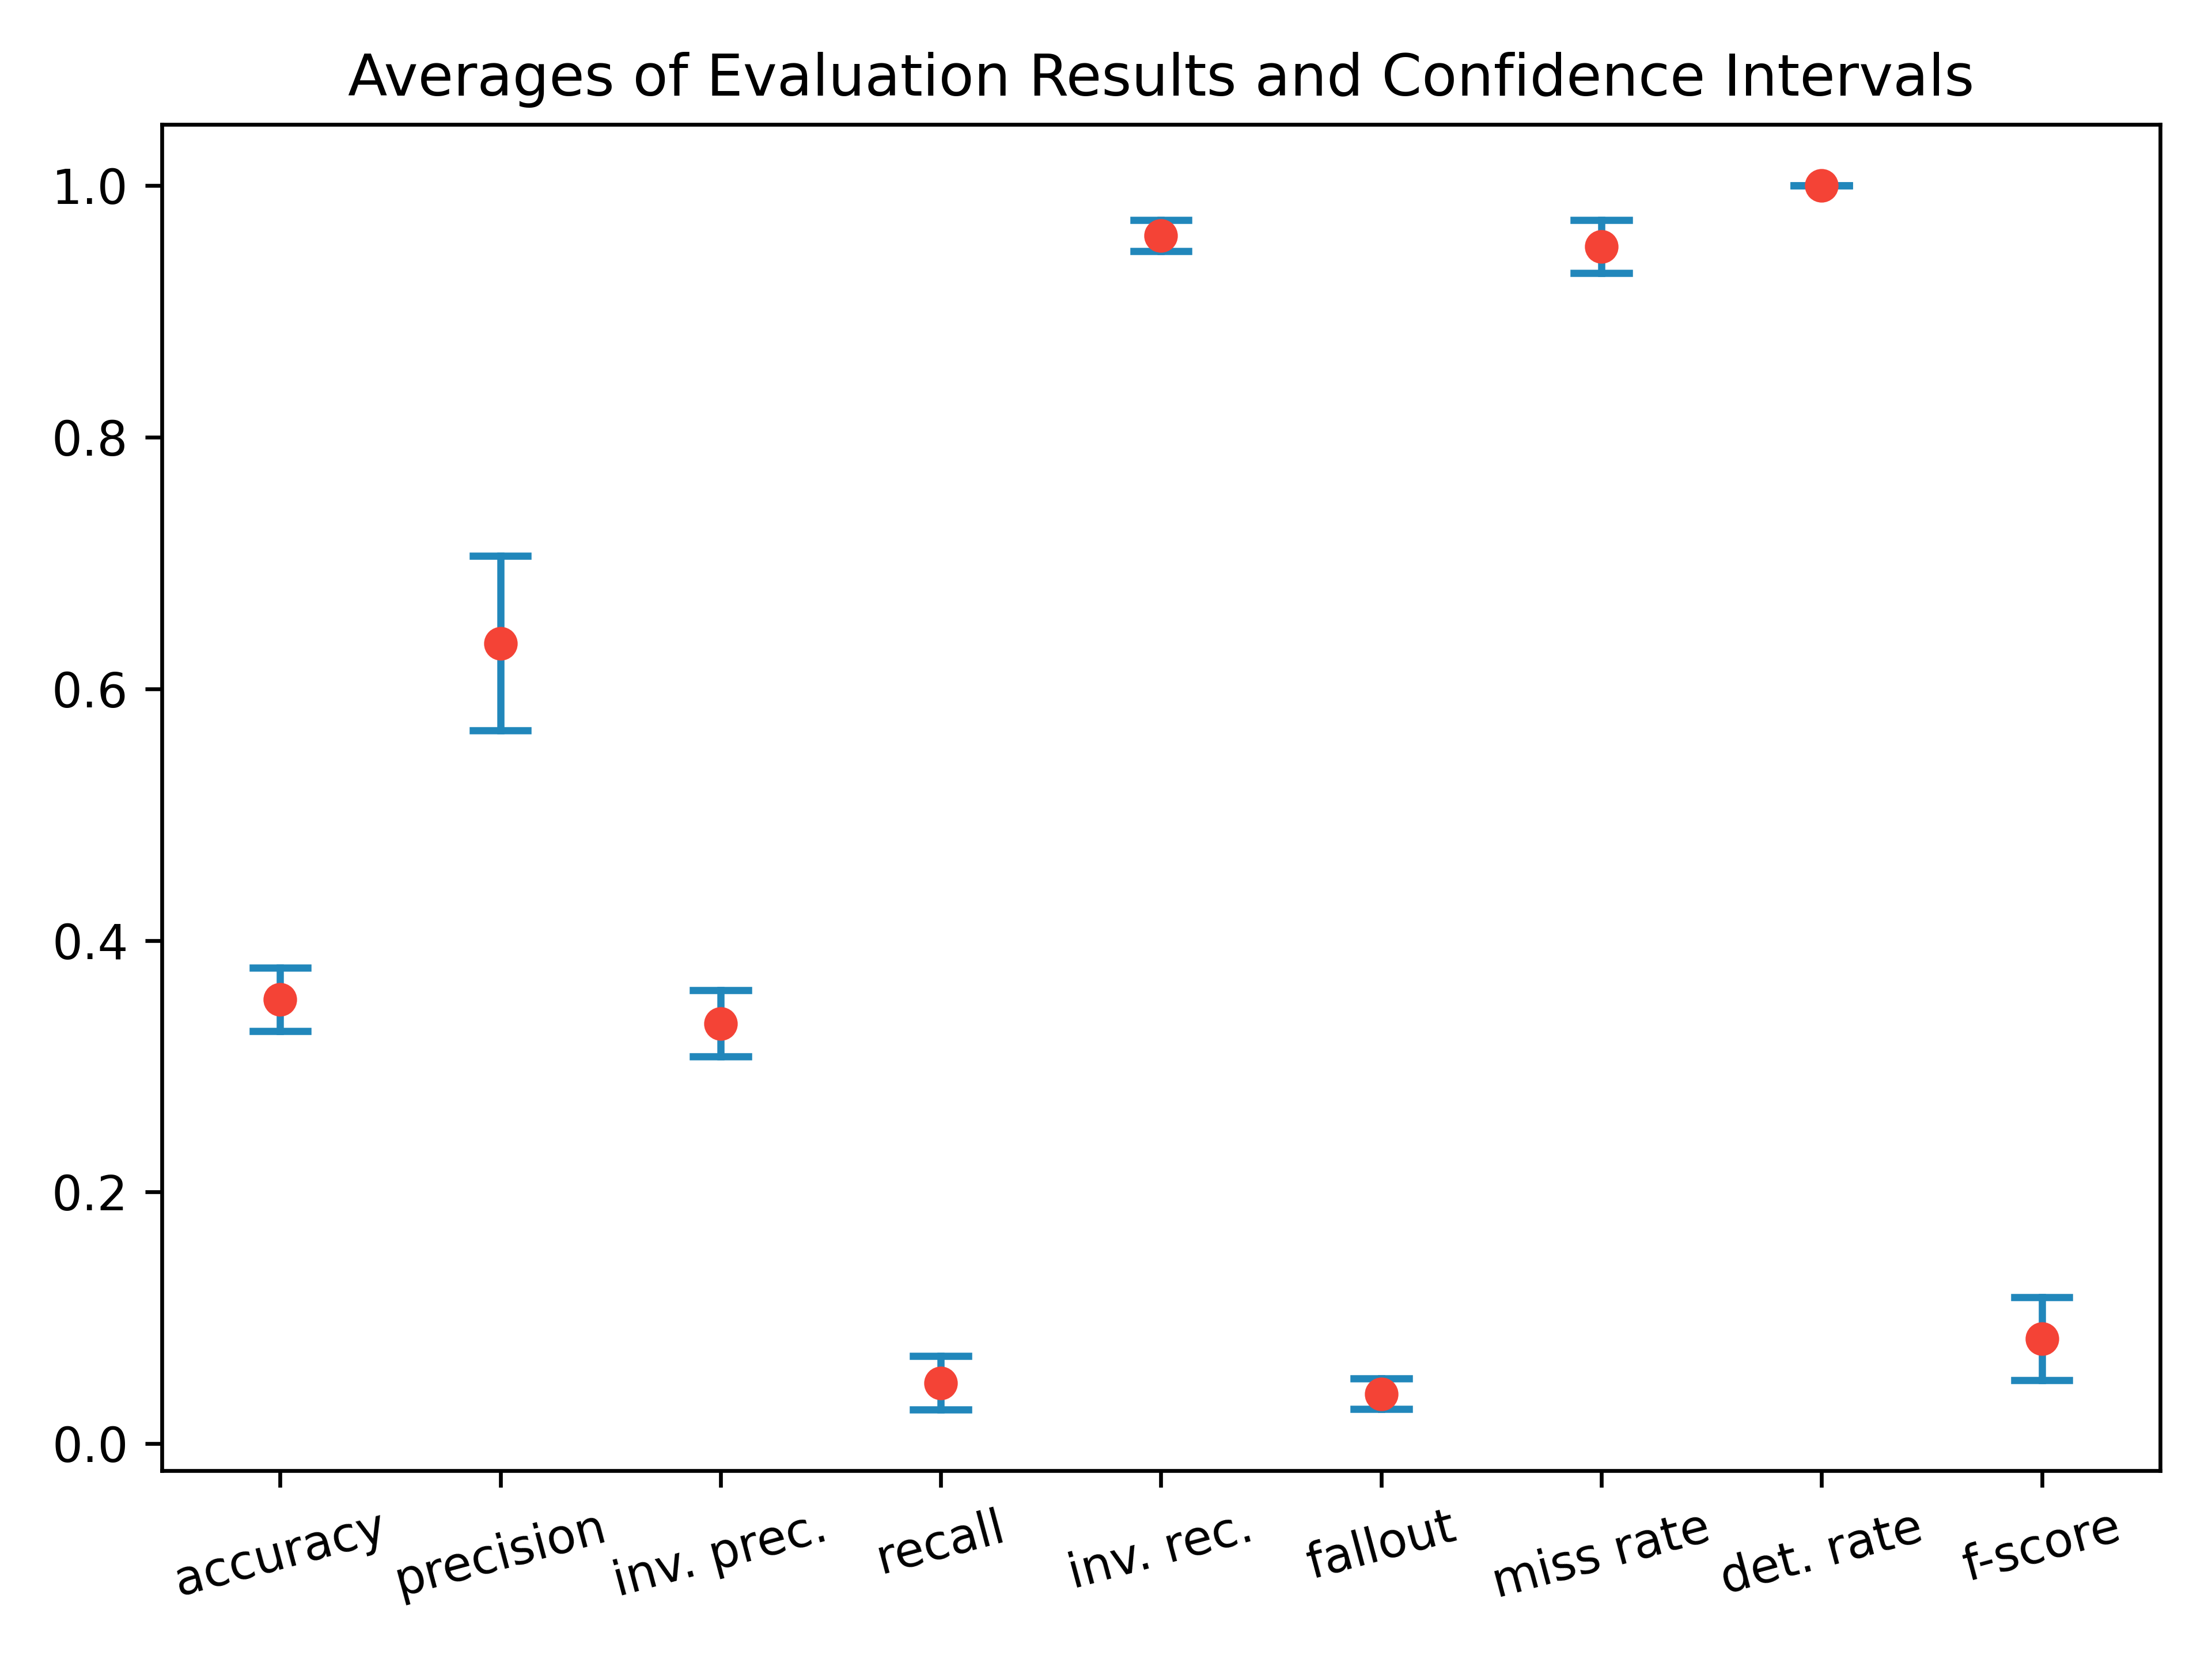 Averages of Evaluation Results and Confidence Intervals
1.0
0.8
0.6
0.4
0.2
0.0
accuracy
precision
inv. prec.
recall
inv. rec.
fallout
miss rate
det. rate
f-score